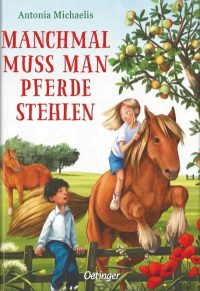 Antonia Michaelis
MANCHMAL
MUSS MAN
PFERDE
STEHLEN
Oetinger